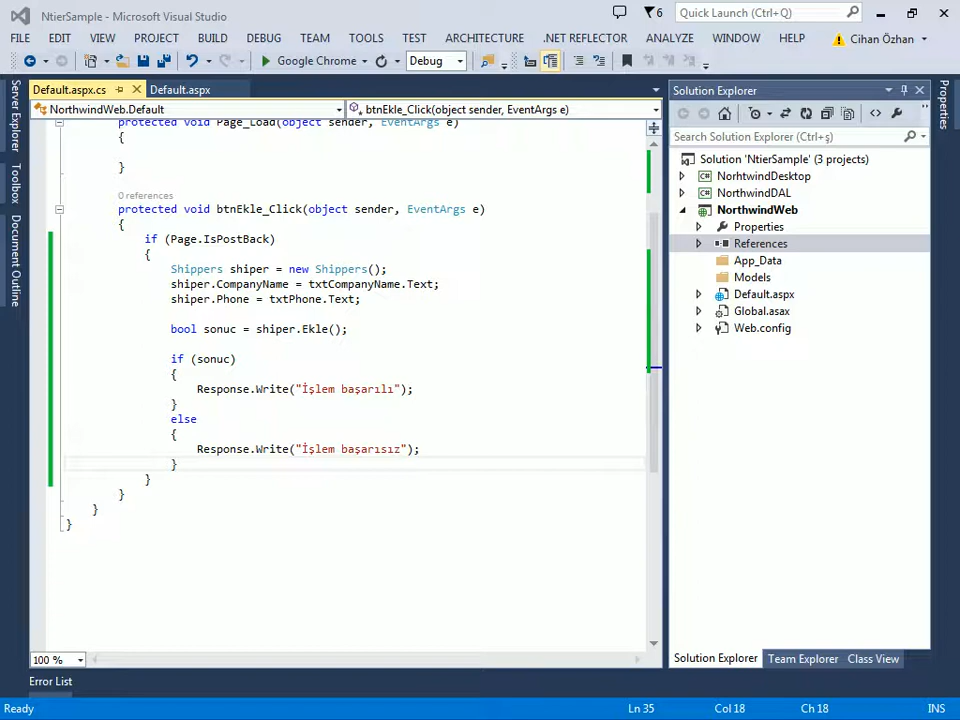 NtierSample - Microsoft Visual Studio
6
Quick Launch (Ctrl+Q)
FILE EDIT VIEW PROJECT BUILD DEBUG TEAM TOOLS TEST ARCHITECTURE .NET REFLECTOR ANALYZE WINDOW HELP Cihan Özhan
Google Chrome
Debug
Server Explorer
Toolbox
Document Outline
Default.aspx.cs
Default.aspx
NorthwindWeb.Default
btnEkle_Click(object sender, EventArgs e)
protected void Page_Load(object sender, EventArgs e)
{
}
0 references
protected void btnEkle_Click(object sender, EventArgs e)
{
if (Page.IsPostBack)
{
Shippers shiper = new Shippers();
shiper.CompanyName = txtCompanyName.Text;
shiper.Phone = txtPhone.Text;
bool sonuc = shiper.Ekle();
if (sonuc)
{
Response.Write("İşlem başarılı");
}
else
{
Response.Write("İşlem başarısız");
}
}
}
}
}
100 %
Solution Explorer
Search Solution Explorer (Ctrl+ş)
Solution 'NtierSample' (3 projects)
NorhtwindDesktop
NorthwindDAL
NorthwindWeb
Properties
References
App_Data
Models
Default.aspx
Global.asax
Web.config
Solution Explorer Team Explorer Class View
Properties
Error List
Ready
Ln 35 Col 18 Ch 18 INS